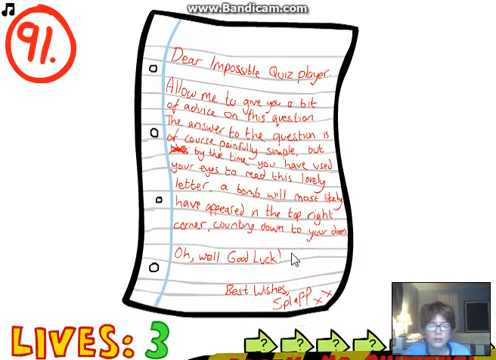 www.Bandicam.com
91.
Dear Impossible Quiz player.
Allow me to give you a bit
of advice on this question
The answer to the question is
of course painfully simple, but
by the time you have used
your eyes to read this lovely
letter, a bomb will most likely
have appeared in the top right
corner, counting down to your doom
Oh, well Good Luck!
Best Wishes,
Splapp xx
LIVES: 3
? ? ? ?